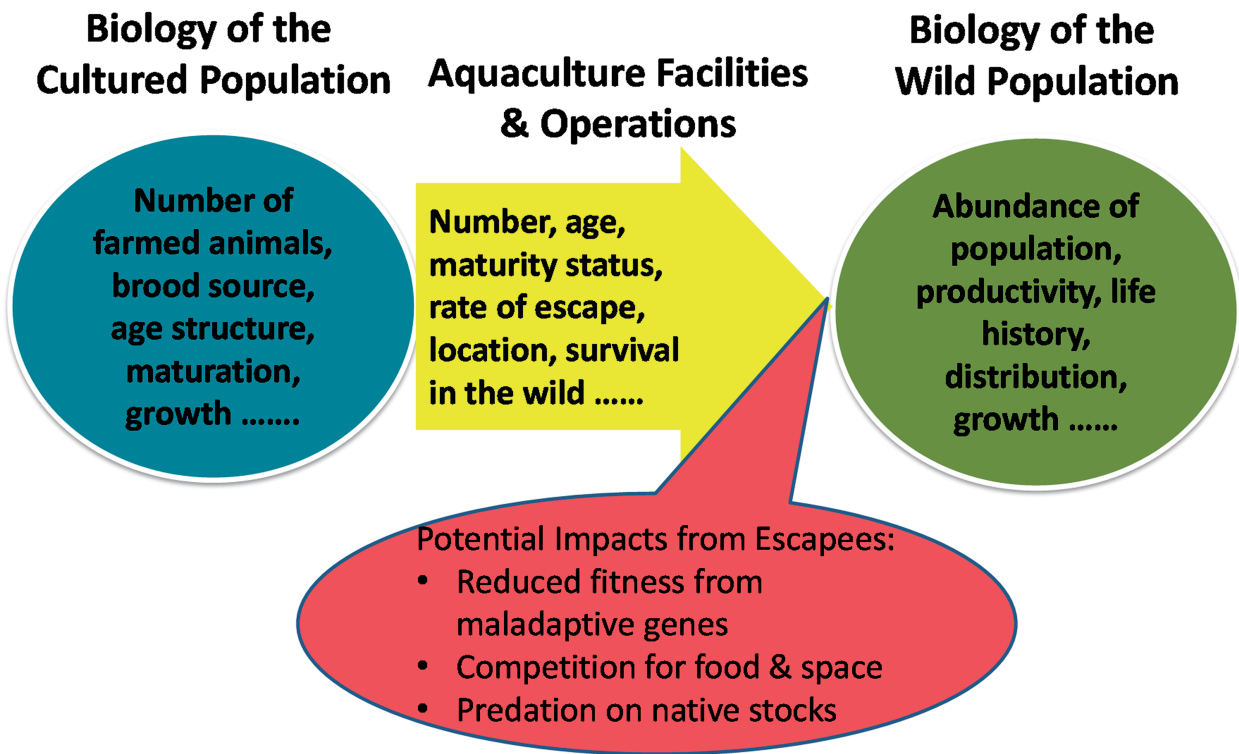 Biology of the
Cultured Population
Aquaculture Facilities
& Operations
Biology of the
Wild Population
Number of
farmed animals,
brood source,
age structure,
maturation,
growth …….
Number, age,
maturity status,
rate of escape,
location, survival
in the wild ……
Abundance of
population,
productivity, life
history,
distribution,
growth ……
Potential Impacts from Escapees:
• Reduced fitness from
maladaptive genes
• Competition for food & space
• Predation on native stocks